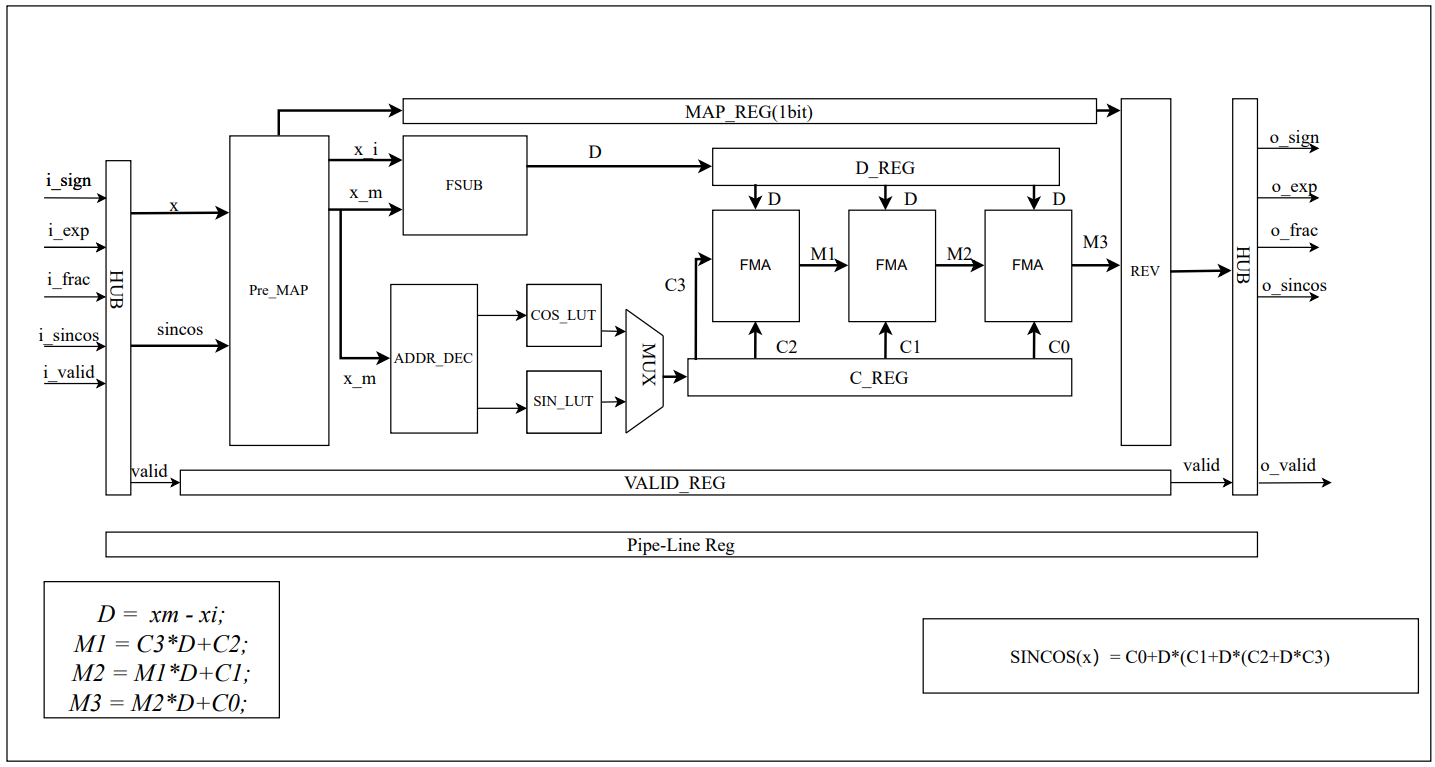 MAP_REG(1bit)
i_sign
i_exp
i_frac
i_sincos
i_valid
HUB
x
sincos
valid
Pre_MAP
x_i
x_m
x_m
FSUB
D
D_REG
D
D
D
FMA
M1
FMA
M2
FMA
M3
C3
C2
C1
C0
ADDR_DEC
COS_LUT
SIN_LUT
MUX
C_REG
REV
HUB
o_sign
o_exp
o_frac
o_sincos
o_valid
valid
VALID_REG
Pipe-Line Reg
D = xm - xi;
M1 = C3*D+C2;
M2 = M1*D+C1;
M3 = M2*D+C0;
SINCOS(x）= C0+D*(C1+D*(C2+D*C3)